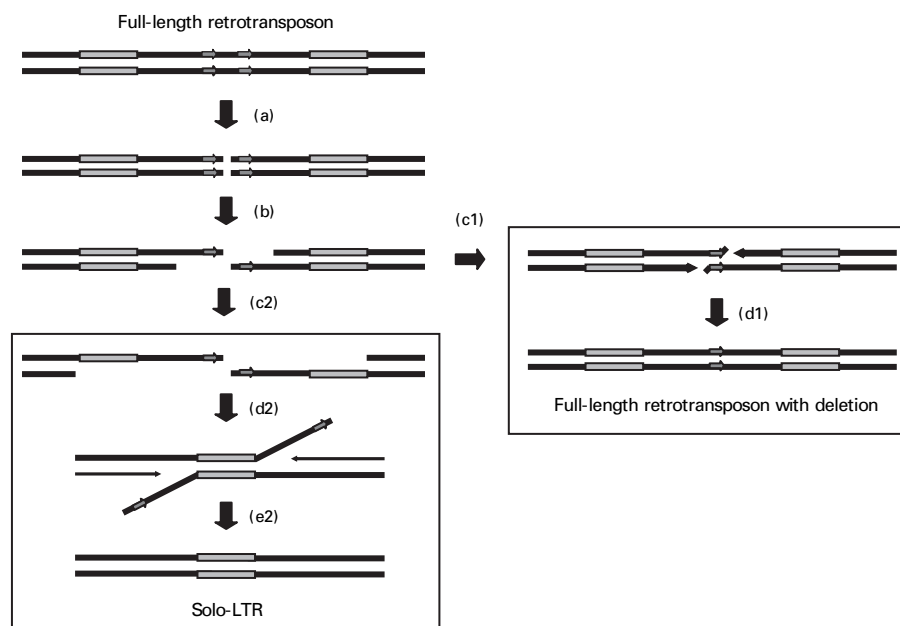 Full-length retrotransposon
(a)
(b)
(c1)
(c2)
(d1)
Full-length retrotransposon with deletion
(d2)
(e2)
Solo-LTR